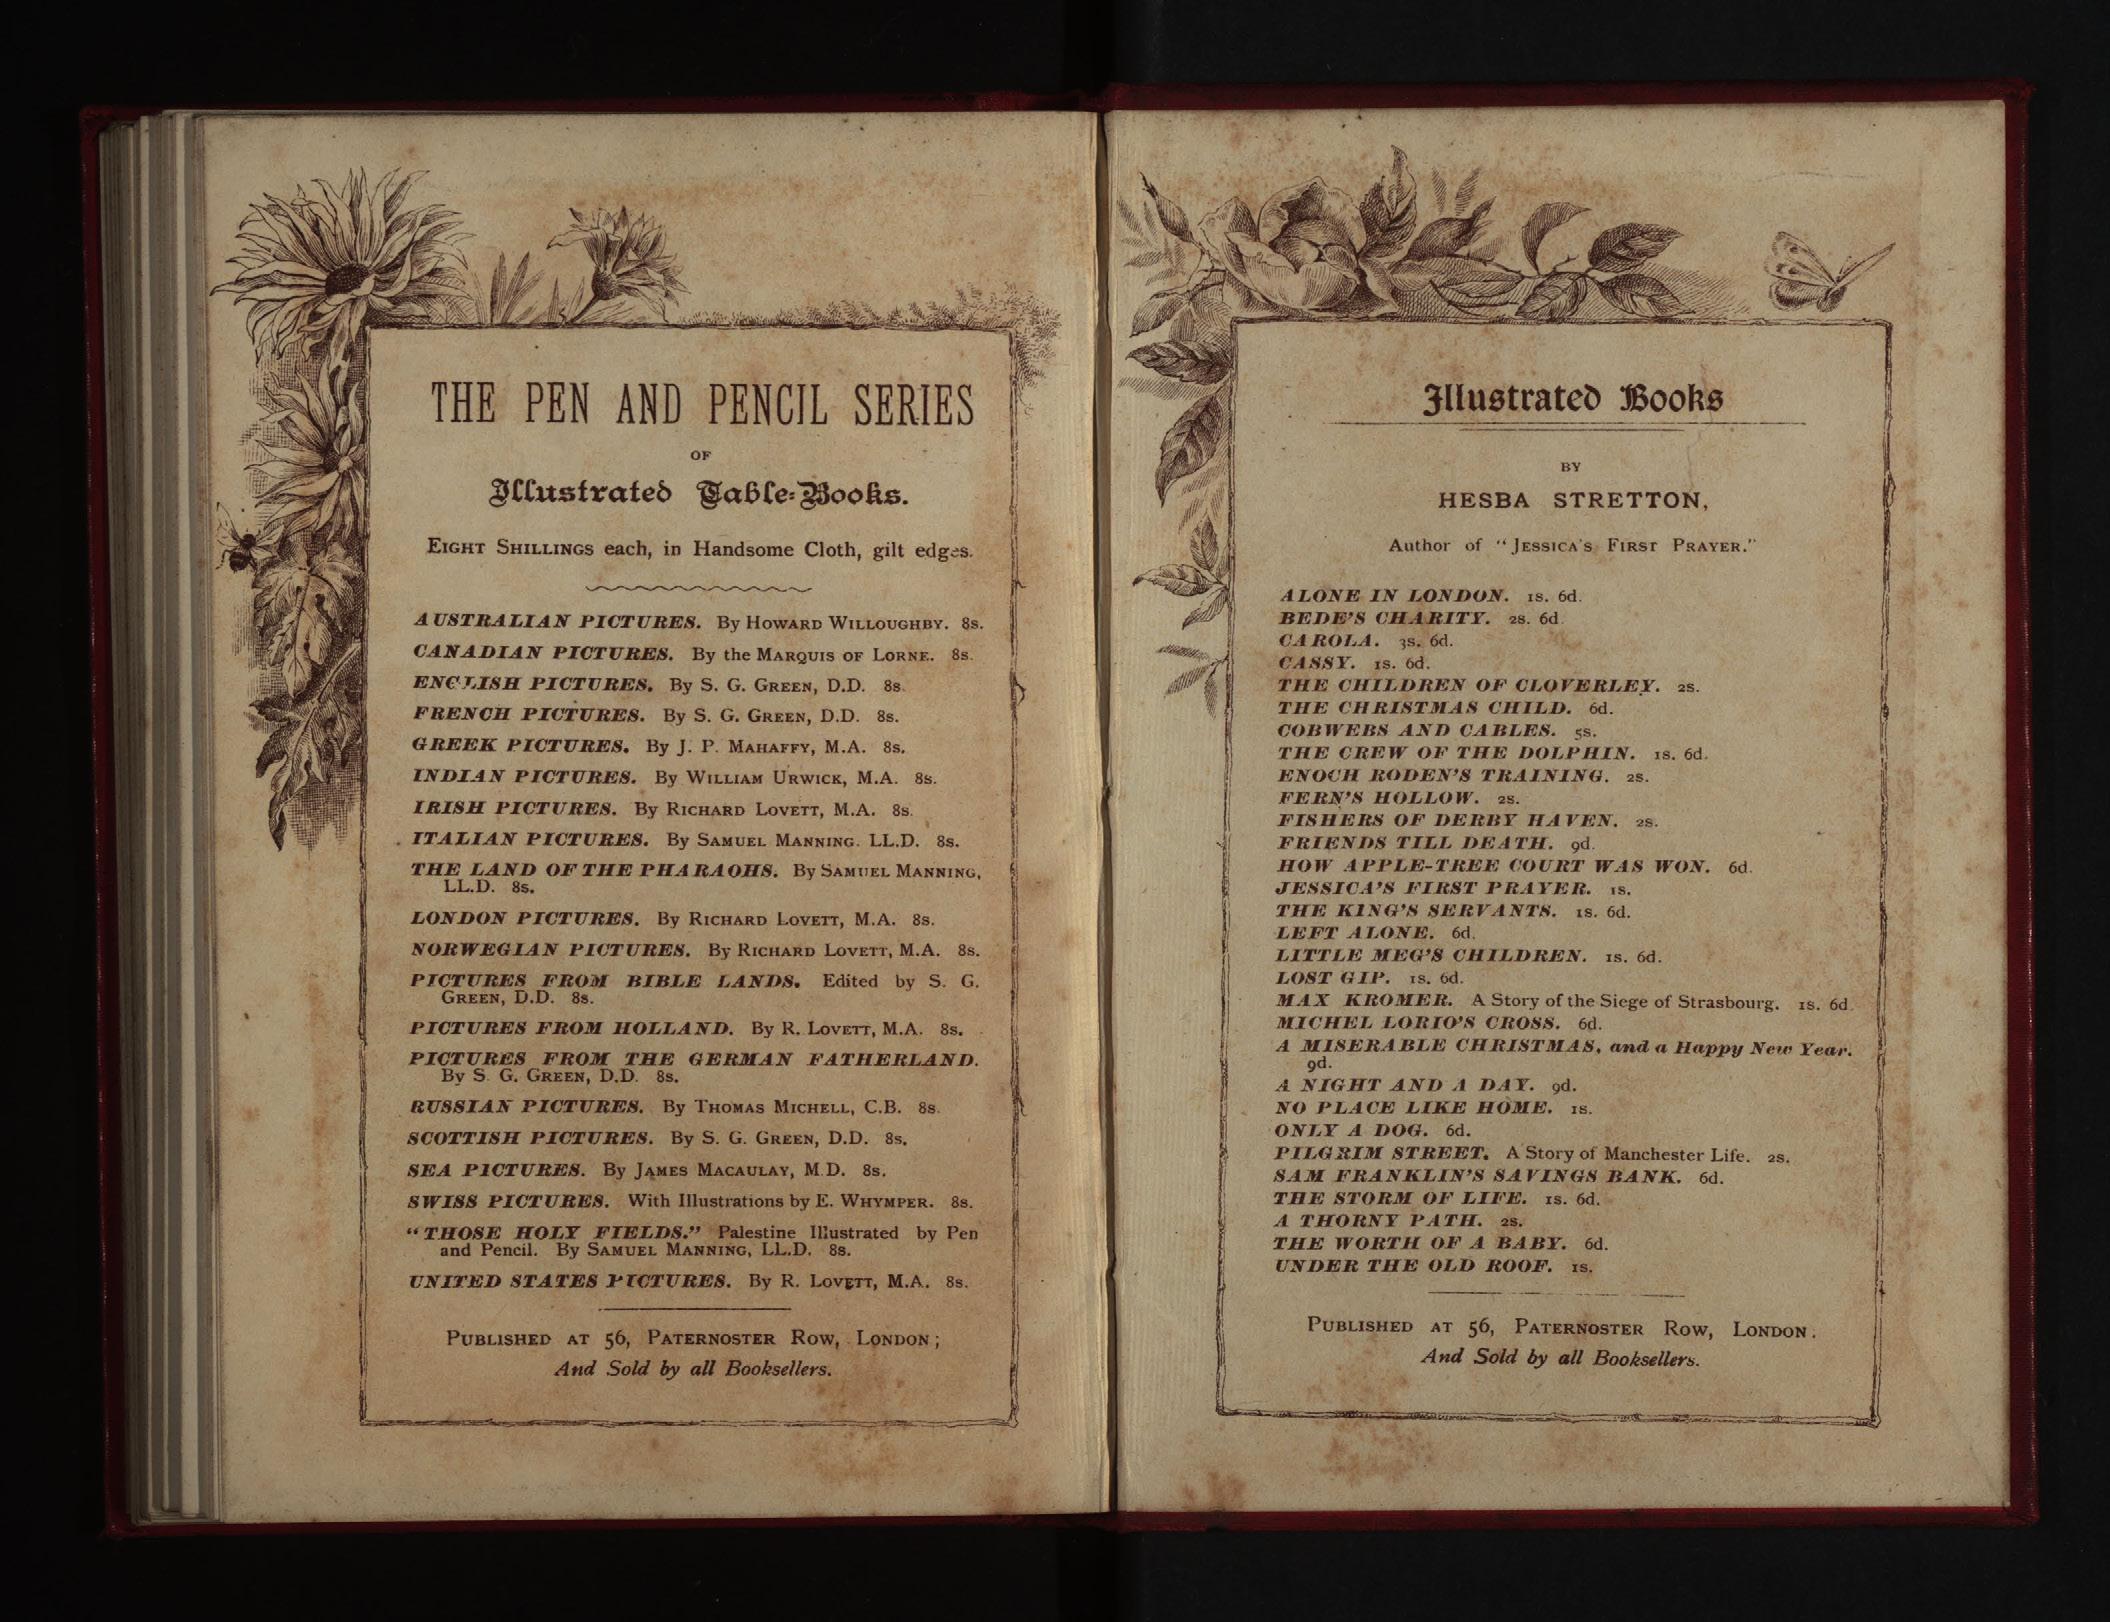 THE PEN AND PENCIL SERIES
OF
Illustrated Table-Books.
EIGHT SHILLINGS each, in Handsome Cloth, gilt edges.
AUSTRALIAN PICTURES. By HOWARD WILLOUGHBY. 8s.
CANADIAN PICTURES. By the MARQUIS OF LORNE. 8s.
ENGLISH PICTURES. By S. G. GREEN, D.D. 8s.
FRENCH PICTURES. By S. G. GREEN, D.D. 8s.
GREEK PICTURES. By J. P. MAHAFFY, M.A. 8s.
INDIAN PICTURES. By WILLIAM URWICK, M.A. 8s.
IRISH PICTURES. By RICHARD LOVETT, M.A. 8s.
ITALIAN PICTURES. By SAMUEL MANNING. LL.D. 8s.
THE LAND OF THE PHARAOHS. By SAMUEL MANNING,
LL.D. 8s.
LONDON PICTURES. By RICHARD LOVETT, M.A. 8s.
NORWEGIAN PICTURES. By RICHARD LOVETT, M.A. 8s.
PICTURES FROM BIBLE LANDS. Edited by S. G.
GREEN, D.D. 8s.
PICTURES FROM HOLLAND. By R. LOVETT, M.A. 8s.
PICTURES FROM THE GERMAN FATHERLAND.
By S. G. GREEN, D.D. 8s.
RUSSIAN PICTURES. By THOMAS MICHELL, C.B. 8s.
SCOTTISH PICTURES. By S. G. GREEN, D.D. 8s.
SEA PICTURES. By JAMES MACAULAY, M.D. 8s.
SWISS PICTURES. With Illustrations by E. WHYMPER. 8s.
"THOSE HOLY FIELDS." Palestine Illustrated by Pen
and Pencil. By SAMUEL MANNING, LL.D. 8s.
UNITED STATES PICTURES. By R. LOVETT, M.A. 8s.
PUBLISHED AT 56, PATERNOSTER ROW, LONDON;
And Sold by all Booksellers.
Illustrated Books
BY
HESBA STRETTON,
Author of "JESSICA'S FIRST PRAYER."
ALONE IN LONDON. 1s. 6d.
BEDE'S CHARITY. 2s. 6d.
CAROLA. 3s. 6d.
CASSY. 1s. 6d.
THE CHILDREN OF CLOVERLEY. 2s.
THE CHRISTMAS CHILD. 6d.
COBWEBS AND CABLES. 5s.
THE CREW OF THE DOLPHIN. 1s. 6d.
ENOCH RODEN'S TRAINING. 2s.
FERN'S HOLLOW. 2s.
FISHERS OF DERBY HAVEN. 2s.
FRIENDS TILL DEATH. 9d.
HOW APPLE-TREE COURT WAS WON. 6d.
JESSICA'S FIRST PRAYER. 1s.
THE KING'S SERVANTS. 1s. 6d.
LEFT ALONE. 6d.
LITTLE MEG'S CHILDREN. 1s. 6d.
LOST GIP. 1s. 6d.
MAX KROMER. A Story of the Siege of Strasbourg. 1s. 6d.
MICHEL LORIO'S CROSS. 6d.
A MISERABLE CHRISTMAS, and a Happy New Year.
9d.
A NIGHT AND A DAY. 9d.
NO PLACE LIKE HOME. 1s.
ONLY A DOG. 6d.
PILGRIM STREET. A Story of Manchester Life. 2s.
SAM FRANKLIN'S SAVINGS BANK. 6d.
THE STORM OF LIFE. 1s. 6d.
A THORNY PATH. 2s.
THE WORTH OF A BABY. 6d.
UNDER THE OLD ROOF. 1s.
PUBLISHED AT 56, PATERNOSTER ROW, LONDON.
And Sold by all Booksellers.